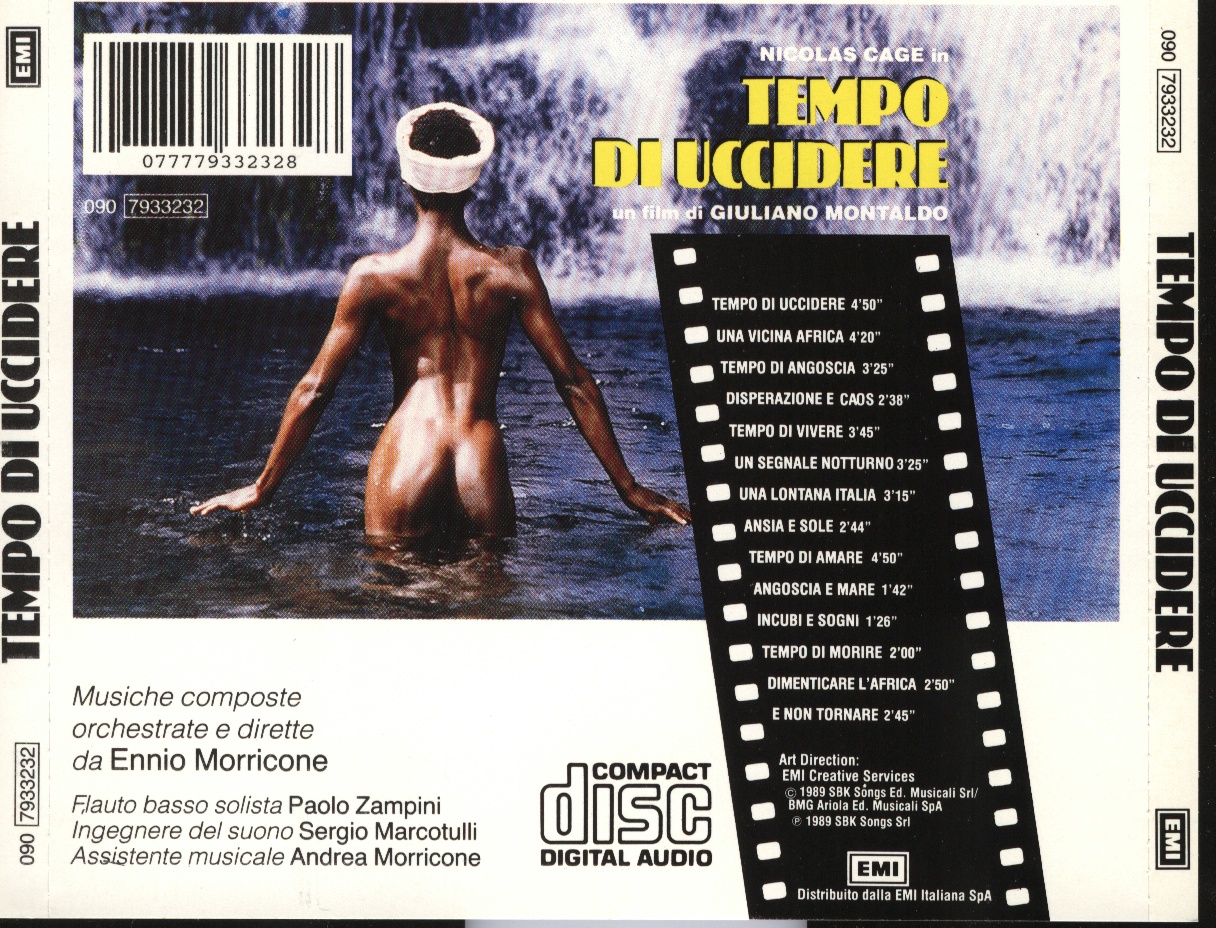 EMI
TEMPO DI UCCIDERE
090 7933232
077779332328
090 7933232
NICOLAS CAGE in
TEMPO
DI UCCIDERE
un film di GIULIANO MONTALDO
TEMPO DI UCCIDERE 4'50"
UNA VICINA AFRICA 4'20"
TEMPO DI ANGOSCIA 3'25"
DISPERAZIONE E CAOS 2'38"
TEMPO DI VIVERE 3'45"
UN SEGNALE NOTTURNO 3'25"
UNA LONTANA ITALIA 3'15"
ANSIA E SOLE 2'44"
TEMPO DI AMARE 4'50"
ANGOSCIA E MARE 1'42"
INCUBI E SOGNI 1'26"
TEMPO DI MORIRE 2'00"
DIMENTICARE L'AFRICA 2'50"
E NON TORNARE 2'45"
Art Direction:
EMI Creative Services
© 1989 SBK Songs Ed. Musicali Srl/
BMG Ariola Ed. Musicali SpA
℗ 1989 SBK Songs Srl
EMI
Distribuito dalla EMI Italiana SpA
Musiche composte
orchestrate e dirette
da Ennio Morricone
Flauto basso solista Paolo Zampini
Ingegnere del suono Sergio Marcotulli
Assistente musicale Andrea Morricone
COMPACT
disc
DIGITAL AUDIO
.090 7933232
TEMPO DI UCCIDERE
EMI